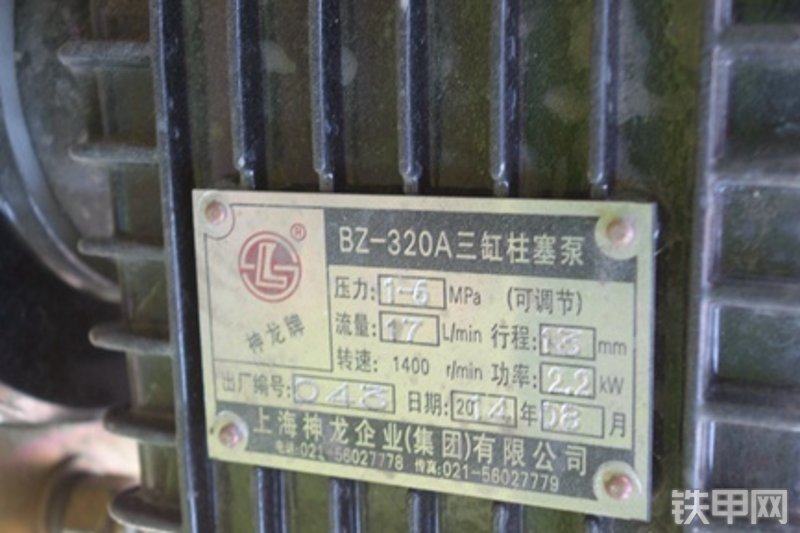 BZ-320A三缸柱塞泵
®
神龙牌
压力: 1-6 MPa (可调节)
流量: 17 L/min 行程: 13 mm
转速: 1400 r/min 功率: 2.2 kW
出厂编号: 043 日期: 2014年08月
上海神龙企业(集团)有限公司
电话:021-56027778 传真:021-56027779
铁甲网